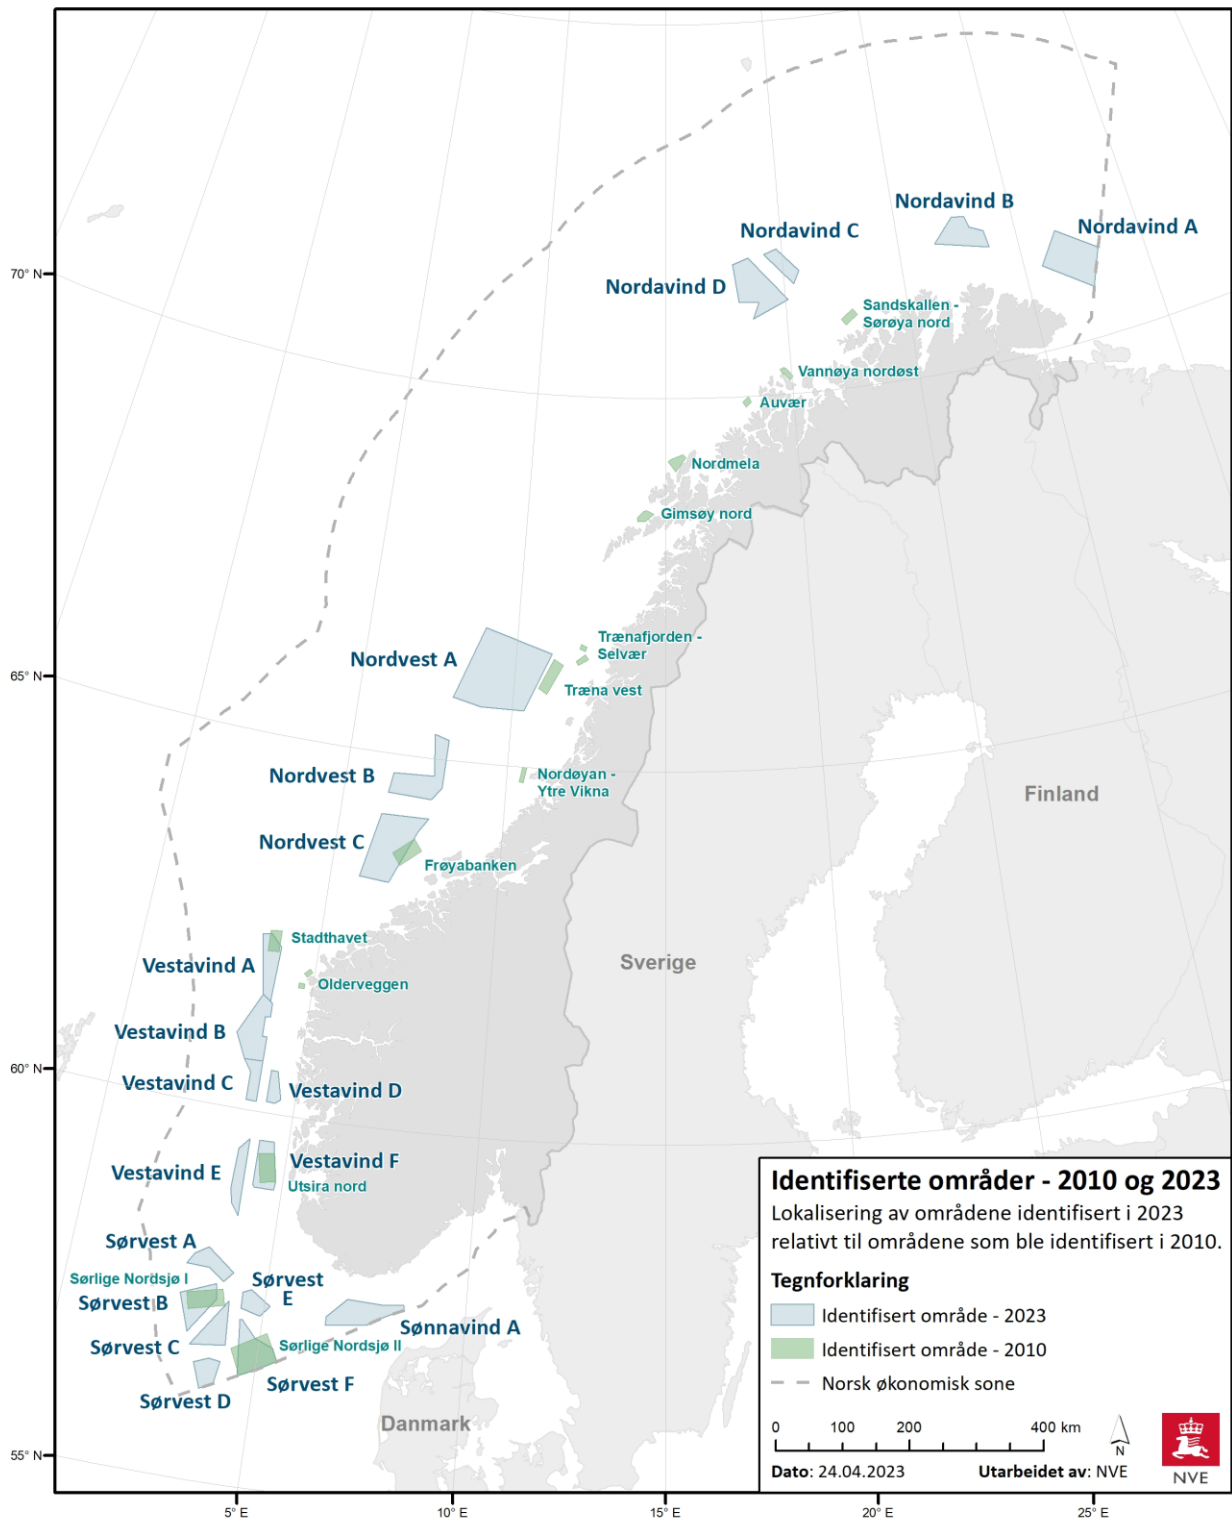 Nordavind B
Nordavind A
Nordavind C
Nordavind D
70° N
Sandskallen -
Sørøya nord
Vannøya nordøst
Auvær
Nordmela
Gimsøy nord
Trænafjorden -
Selvær
Nordvest A
65° N
Træna vest
Nordvest B
Nordøyan -
Ytre Vikna
Finland
Nordvest C
Frøyabanken
Stadthavet
Vestavind A
Sverige
Olderveggen
Vestavind B
60° N
Vestavind C
Vestavind D
Vestavind E
Vestavind F
Utsira nord
Sørvest A
Sørlige Nordsjø I
Sørvest B
Sørvest
E
Sønnavind A
Sørvest C
Sørlige Nordsjø II
Sørvest F
Sørvest D
Danmark
55° N
5° E
10° E
15° E
20° E
25° E
Identifiserte områder - 2010 og 2023
Lokalisering av områdene identifisert i 2023
relativt til områdene som ble identifisert i 2010.
Tegnforklaring
Identifisert område - 2023
Identifisert område - 2010
Norsk økonomisk sone
0 100 200 400 km
N
Dato: 24.04.2023 Utarbeidet av: NVE
NVE